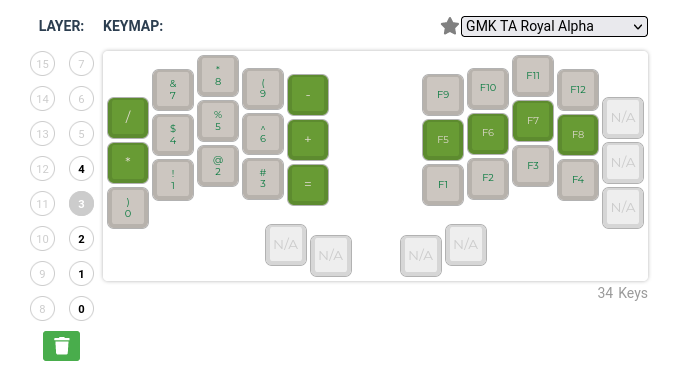 LAYER: KEYMAP: GMK TA Royal Alpha
15 7
14 6
13 5
12 4
11 3
10 2
9 1
8 0
/ & 7 * 8 ( 9 -
* $ 4 % 5 ^ 6 +
) 0 ! 1 @ 2 # 3 =
N/A N/A
F9 F10 F11 F12 N/A
F5 F6 F7 F8 N/A
F1 F2 F3 F4 N/A
N/A N/A
34 Keys